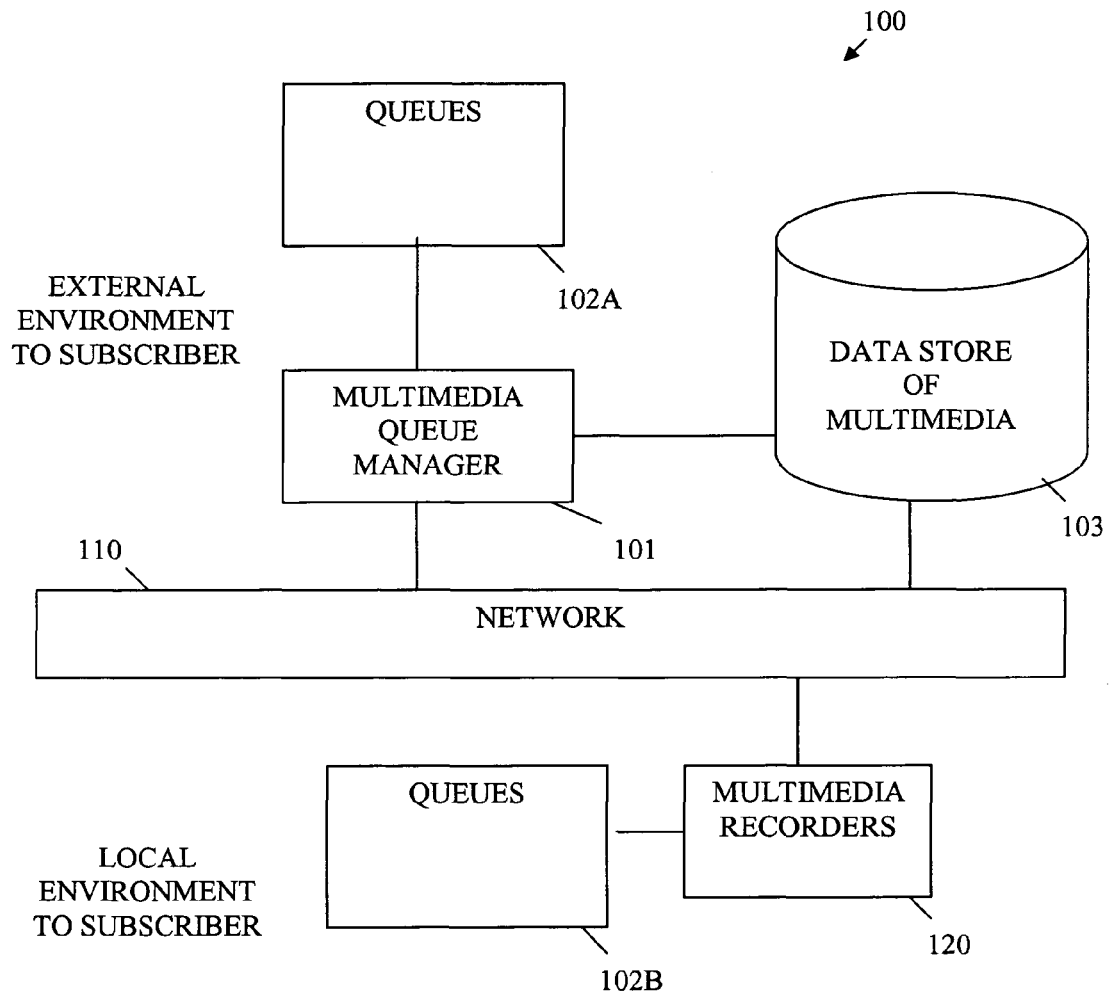 100
QUEUES
102A
EXTERNAL
ENVIRONMENT
TO SUBSCRIBER
DATA STORE
OF
MULTIMEDIA
103
MULTIMEDIA
QUEUE
MANAGER
101
110
NETWORK
QUEUES
102B
MULTIMEDIA
RECORDERS
120
LOCAL
ENVIRONMENT
TO SUBSCRIBER